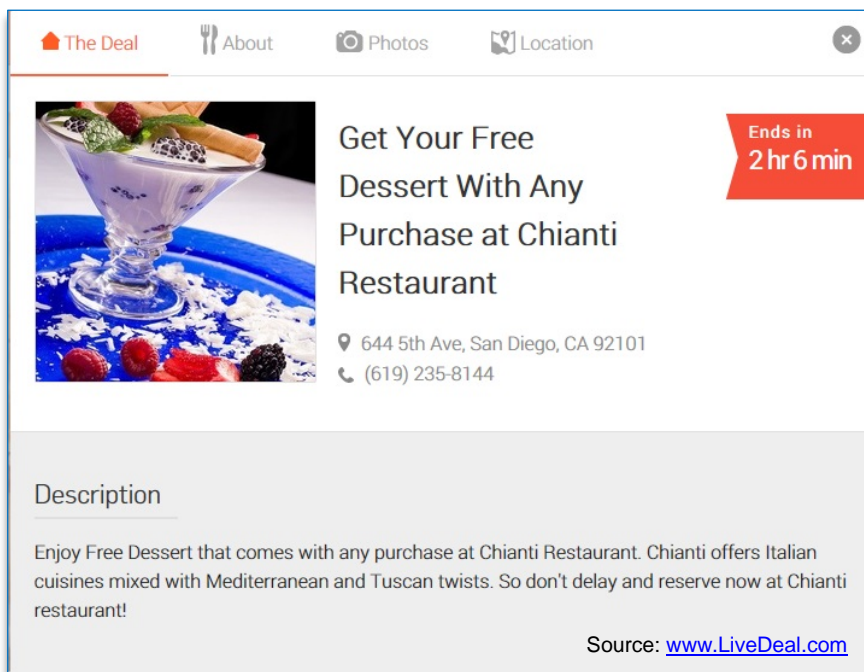 The Deal About Photos Location
Get Your Free
Dessert With Any
Purchase at Chianti
Restaurant
Ends in
2 hr 6 min
644 5th Ave, San Diego, CA 92101
(619) 235-8144
Description
Enjoy Free Dessert that comes with any purchase at Chianti Restaurant. Chianti offers Italian
cuisines mixed with Mediterranean and Tuscan twists. So don't delay and reserve now at Chianti
restaurant!
Source: www.LiveDeal.com